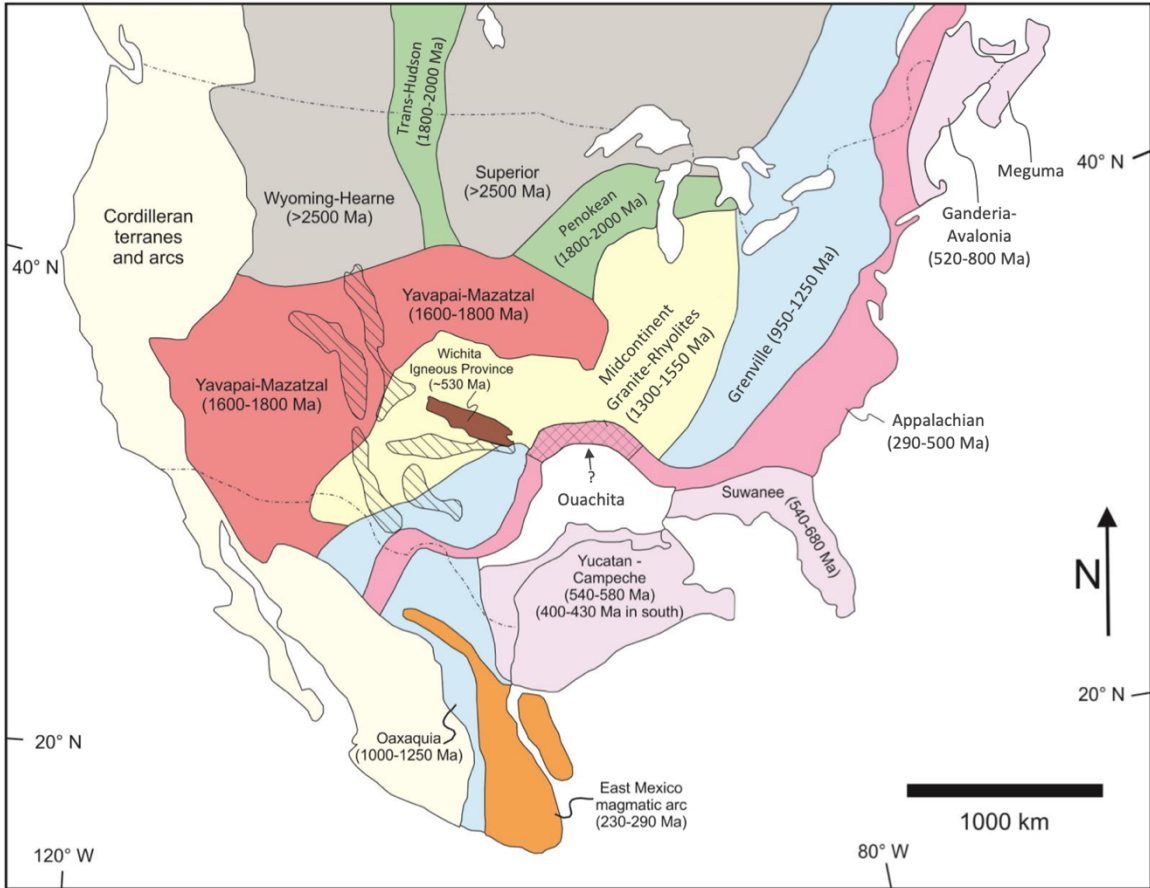 Trans-Hudson
(1800-2000 Ma)
Superior
(>2500 Ma)
Wyoming-Hearne
(>2500 Ma)
Penokean
(1800-2000 Ma)
Cordilleran
terranes
and arcs
40° N
40° N
Meguma
Ganderia-
Avalonia
(520-800 Ma)
Yavapai-Mazatzal
(1600-1800 Ma)
Yavapai-Mazatzal
(1600-1800 Ma)
Wichita
Igneous Province
(~530 Ma)
Midcontinent
Granite-Rhyolites
(1300-1550 Ma)
Grenville (950-1250 Ma)
Appalachian
(290-500 Ma)
?
Ouachita
Suwanee
(540-680 Ma)
Yucatan -
Campeche
(540-580 Ma)
(400-430 Ma in south)
N
20° N
20° N
Oaxaquia
(1000-1250 Ma)
East Mexico
magmatic arc
(230-290 Ma)
1000 km
120° W
80° W